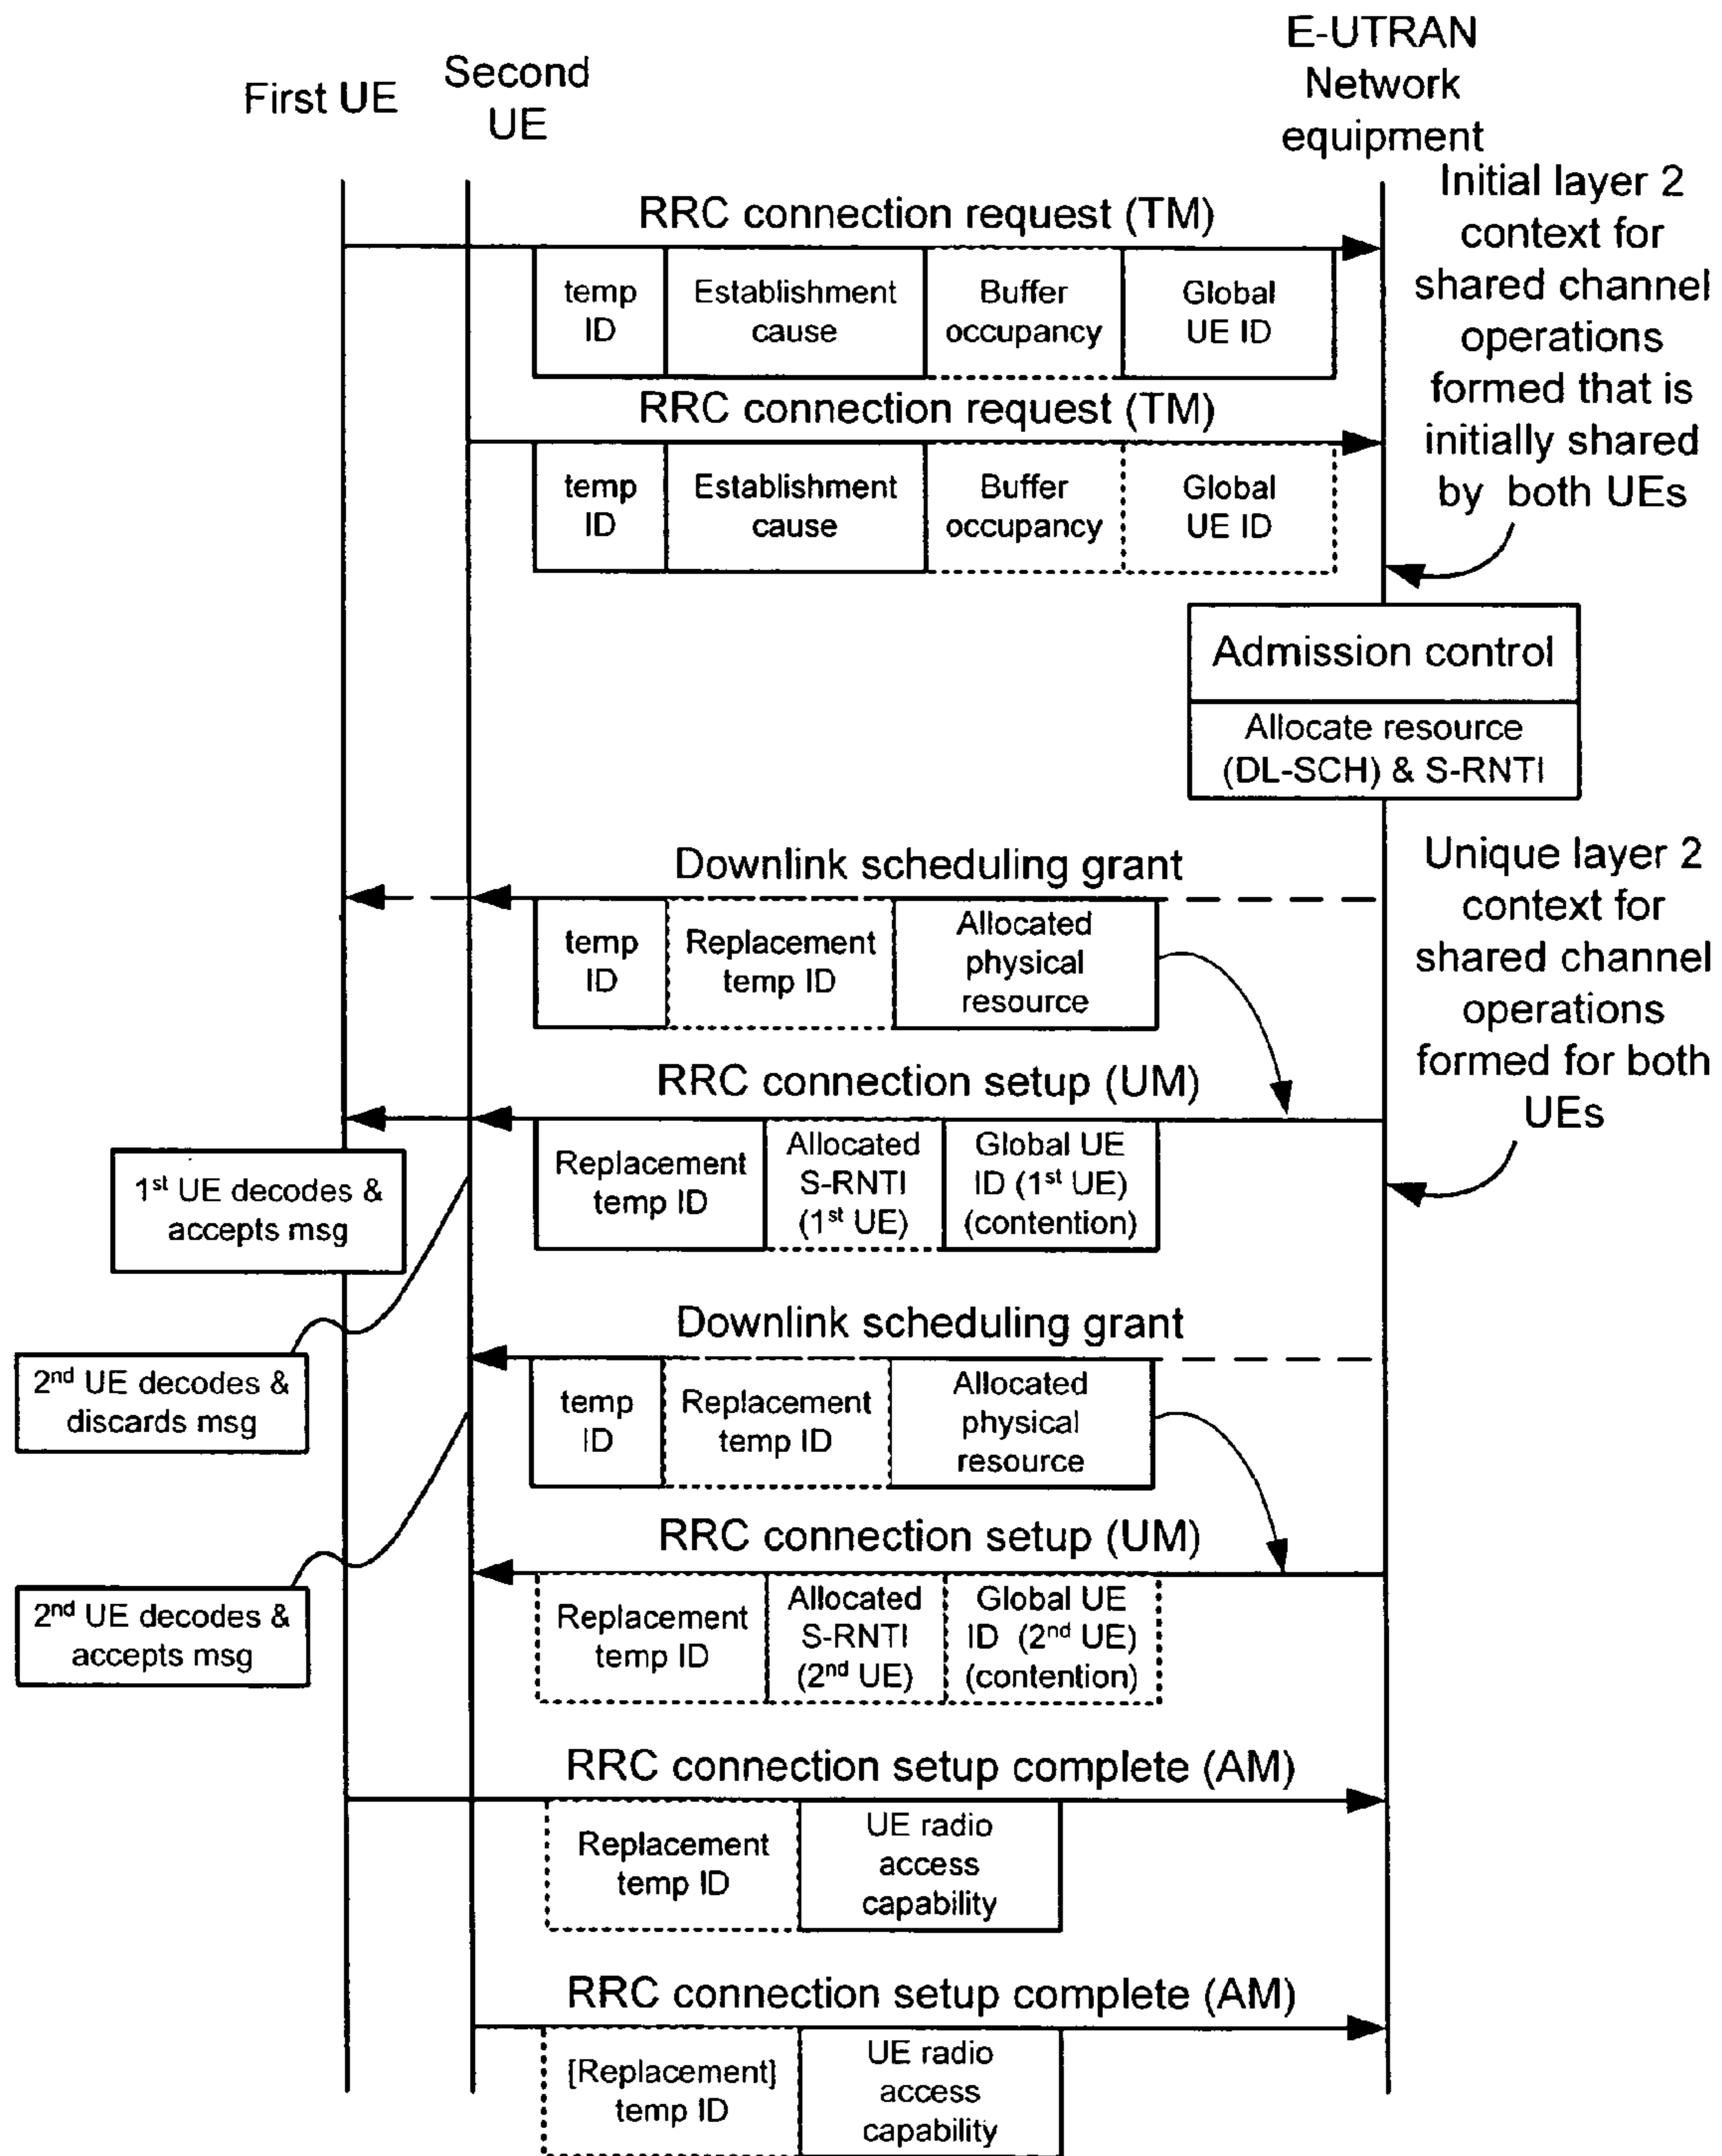 First UE
Second
UE
E-UTRAN
Network
equipment
Initial layer 2
context for
shared channel
operations
formed that is
initially shared
by both UEs
RRC connection request (TM)
temp
ID
Establishment
cause
Buffer
occupancy
Global
UE ID
RRC connection request (TM)
temp
ID
Establishment
cause
Buffer
occupancy
Global
UE ID
Admission control
Allocate resource
(DL-SCH) & S-RNTI
Downlink scheduling grant
temp
ID
Replacement
temp ID
Allocated
physical
resource
Unique layer 2
context for
shared channel
operations
formed for both
UEs
RRC connection setup (UM)
Replacement
temp ID
Allocated
S-RNTI
(1st UE)
Global UE
ID (1st UE)
(contention)
1st UE decodes &
accepts msg
2nd UE decodes &
discards msg
Downlink scheduling grant
temp
ID
Replacement
temp ID
Allocated
physical
resource
RRC connection setup (UM)
Replacement
temp ID
Allocated
S-RNTI
(2nd UE)
Global UE
ID (2nd UE)
(contention)
2nd UE decodes &
accepts msg
RRC connection setup complete (AM)
Replacement
temp ID
UE radio
access
capability
RRC connection setup complete (AM)
[Replacement]
temp ID
UE radio
access
capability